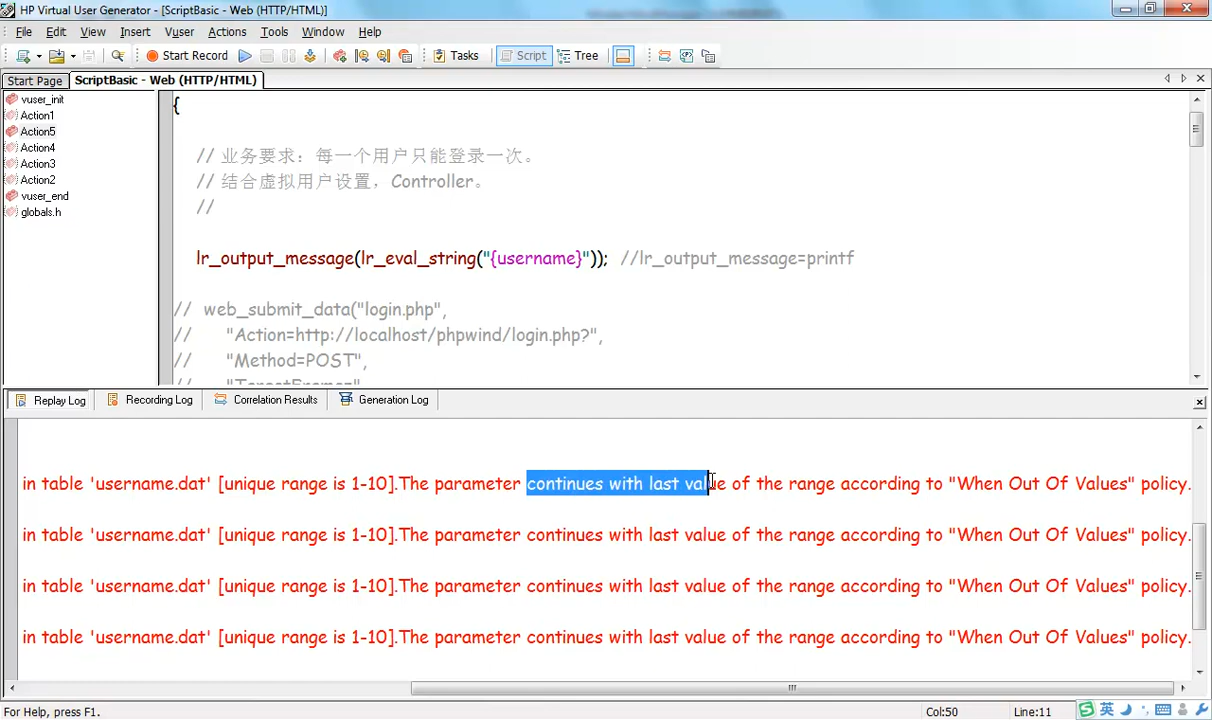 HP Virtual User Generator - [ScriptBasic - Web (HTTP/HTML)]
File Edit View Insert Vuser Actions Tools Window Help
Start Record Tasks Script Tree
Start Page ScriptBasic - Web (HTTP/HTML)
vuser_init
Action1
Action5
Action4
Action3
Action2
vuser_end
globals.h
{
// 业务要求：每一个用户只能登录一次。
// 结合虚拟用户设置，Controller。
//
lr_output_message(lr_eval_string("{username}")); //lr_output_message=printf
// web_submit_data("login.php",
// "Action=http://localhost/phpwind/login.php?",
// "Method=POST",
// "TargetFrame="
Replay Log Recording Log Correlation Results Generation Log
in table 'username.dat' [unique range is 1-10].The parameter continues with last value of the range according to "When Out Of Values" policy.
in table 'username.dat' [unique range is 1-10].The parameter continues with last value of the range according to "When Out Of Values" policy.
in table 'username.dat' [unique range is 1-10].The parameter continues with last value of the range according to "When Out Of Values" policy.
in table 'username.dat' [unique range is 1-10].The parameter continues with last value of the range according to "When Out Of Values" policy.
For Help, press F1.
Col:50 Line:11 英